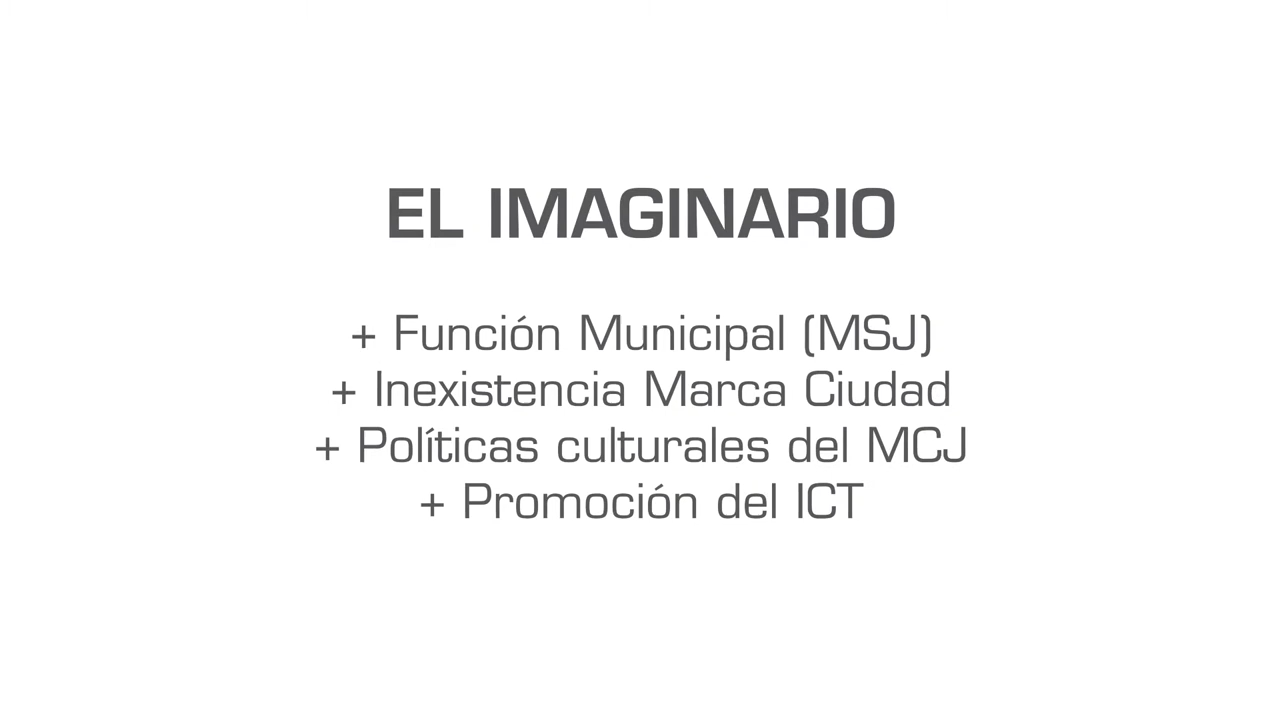 EL IMAGINARIO
+ Función Municipal (MSJ)
+ Inexistencia Marca Ciudad
+ Políticas culturales del MCJ
+ Promoción del ICT